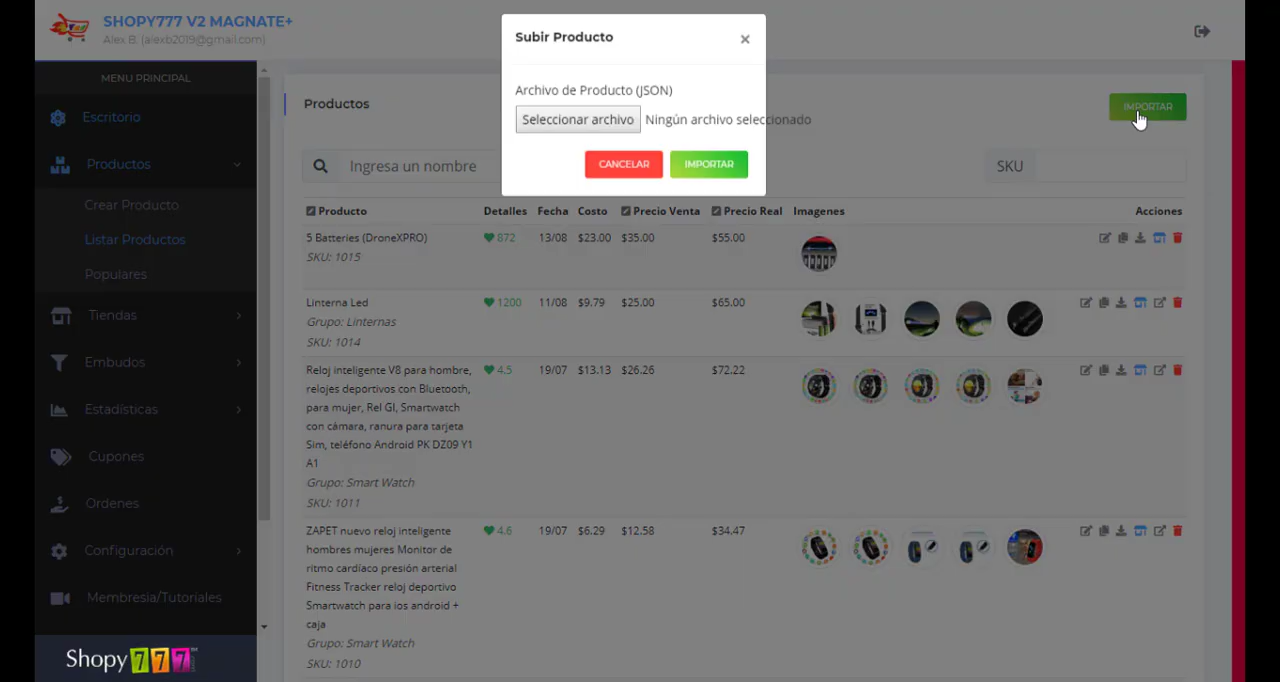 SHOPY777 V2 MAGNATE+
Alex B. (alexb2019@gmail.com)
MENU PRINCIPAL
Escritorio
Productos
Crear Producto
Listar Productos
Populares
Tiendas
Embudos
Estadísticas
Cupones
Ordenes
Configuración
Membresia/Tutoriales
Shopy777
Subir Producto ×
Archivo de Producto (JSON)
Seleccionar archivo Ningún archivo seleccionado
CANCELAR IMPORTAR
Productos IMPORTAR
Ingresa un nombre SKU
Producto Detalles Fecha Costo Precio Venta Precio Real Imagenes Acciones
5 Batteries (DroneXPRO) 872 13/08 $23.00 $35.00 $55.00
SKU: 1015
Linterna Led 1200 11/08 $9.79 $25.00 $65.00
Grupo: Linternas
SKU: 1014
Reloj inteligente V8 para hombre, 4.5 19/07 $13.13 $26.26 $72.22
relojes deportivos con Bluetooth,
para mujer, Rel GI, Smartwatch
con cámara, ranura para tarjeta
Sim, teléfono Android PK DZ09 Y1
A1
Grupo: Smart Watch
SKU: 1011
ZAPET nuevo reloj inteligente 4.6 19/07 $6.29 $12.58 $34.47
hombres mujeres Monitor de
ritmo cardíaco presión arterial
Fitness Tracker reloj deportivo
Smartwatch para ios android +
caja
Grupo: Smart Watch
SKU: 1010